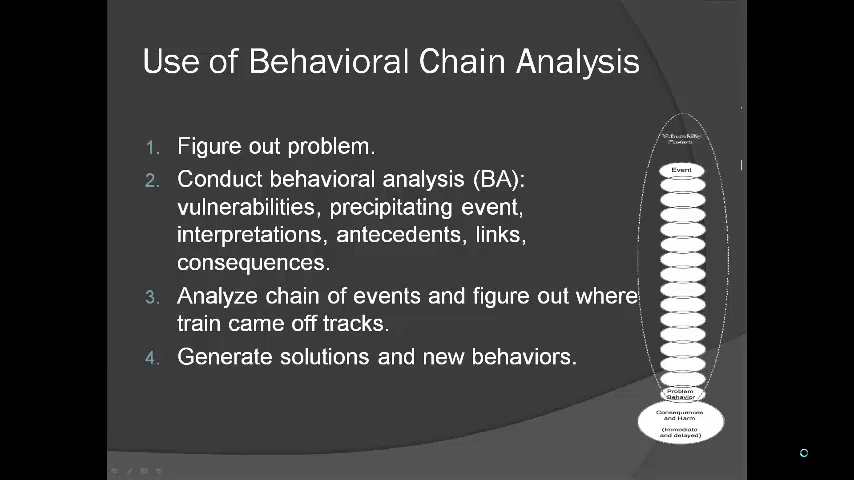 Use of Behavioral Chain Analysis
1. Figure out problem.
2. Conduct behavioral analysis (BA):
vulnerabilities, precipitating event,
interpretations, antecedents, links,
consequences.
3. Analyze chain of events and figure out where
train came off tracks.
4. Generate solutions and new behaviors.
Event
Problem
Behavior
Consequences
and Harm
(Immediate
and delayed)